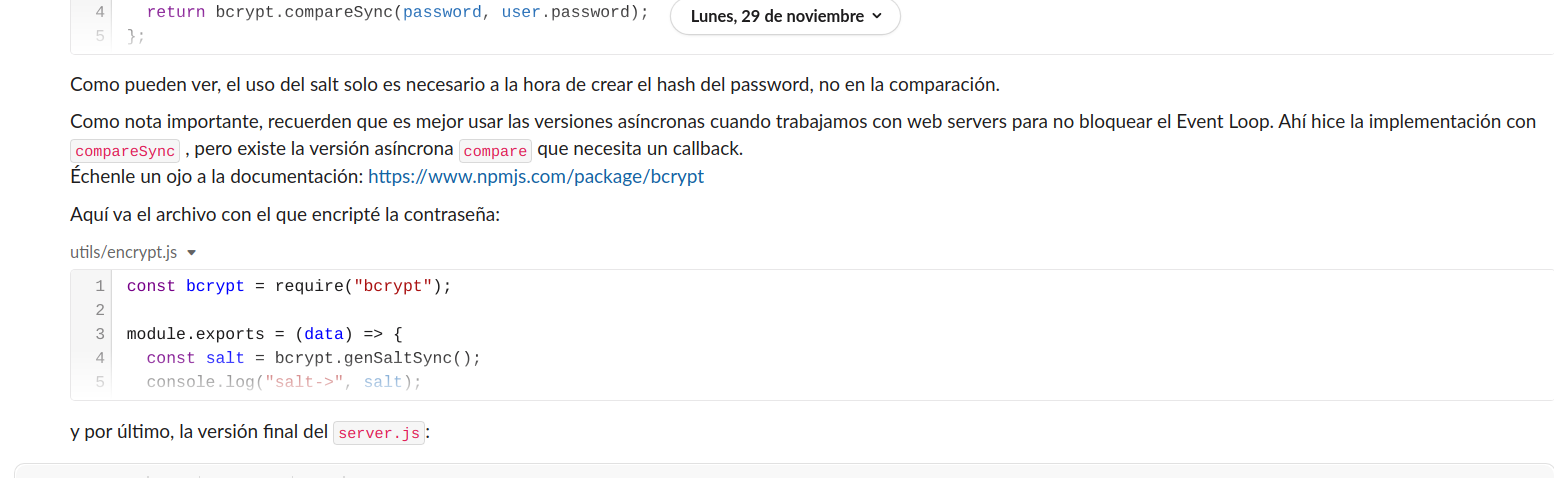 4 return bcrypt.compareSync(password, user.password);
Lunes, 29 de noviembre
5 };
Como pueden ver, el uso del salt solo es necesario a la hora de crear el hash del password, no en la comparación.
Como nota importante, recuerden que es mejor usar las versiones asíncronas cuando trabajamos con web servers para no bloquear el Event Loop. Ahí hice la implementación con
compareSync , pero existe la versión asíncrona compare que necesita un callback.
Échenle un ojo a la documentación: https://www.npmjs.com/package/bcrypt
Aquí va el archivo con el que encripté la contraseña:
utils/encrypt.js
1 const bcrypt = require("bcrypt");
2
3 module.exports = (data) => {
4 const salt = bcrypt.genSaltSync();
5 console.log("salt->", salt);
y por último, la versión final del server.js: